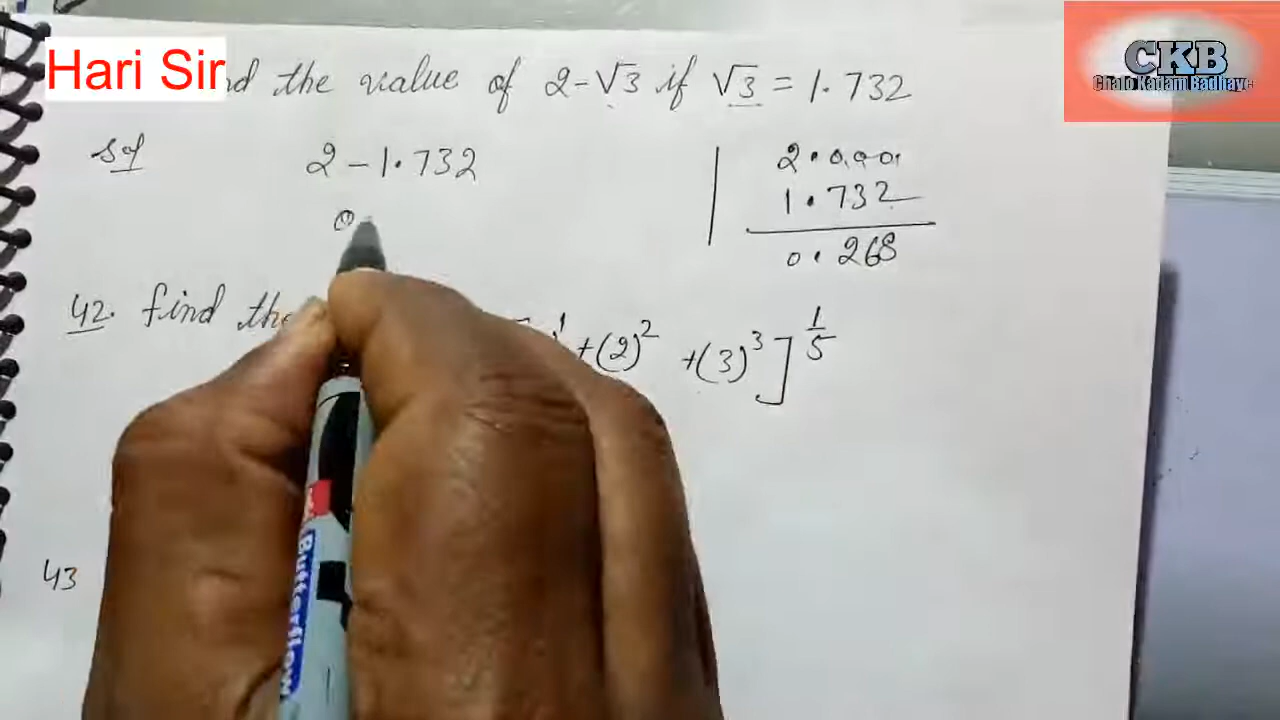 Hari Sir
CKB
Chalo Kadam Badhaye
the value of 2-√3 if √3 = 1.732
Sol
2 - 1.732
0.
2.000
1.732
0.268
42. find the
+(2)² +(3)³]^1/5
43
Butterflow